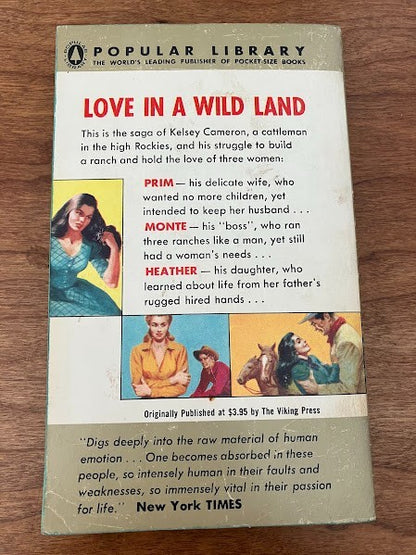 POPULAR LIBRARY
THE WORLD'S LEADING PUBLISHER OF POCKET-SIZE BOOKS
LOVE IN A WILD LAND
This is the saga of Kelsey Cameron, a cattleman
in the high Rockies, and his struggle to build
a ranch and hold the love of three women:
PRIM — his delicate wife, who
wanted no more children, yet
intended to keep her husband . . .
MONTE — his "boss", who ran
three ranches like a man, yet still
had a woman's needs . . .
HEATHER — his daughter, who
learned about life from her father's
rugged hired hands . . .
Originally Published at $3.95 by The Viking Press
"Digs deeply into the raw material of human
emotion . . . One becomes absorbed in these
people, so intensely human in their faults and
weaknesses, so immensely vital in their passion
for life." New York TIMES